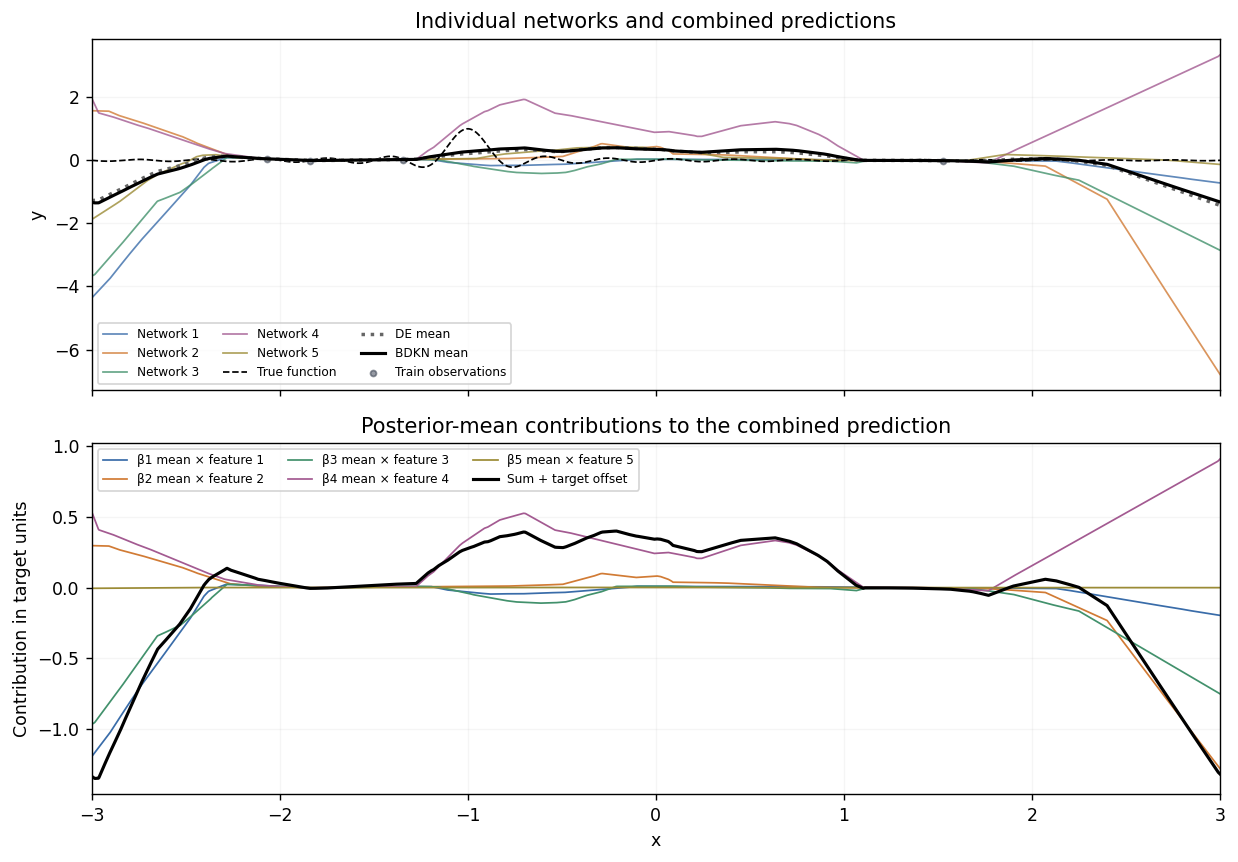 Individual networks and combined predictions
y
2
0
−2
−4
−6
Network 1
Network 2
Network 3
Network 4
Network 5
True function
DE mean
BDKN mean
Train observations
Posterior-mean contributions to the combined prediction
Contribution in target units
1.0
0.5
0.0
−0.5
−1.0
β1 mean × feature 1
β2 mean × feature 2
β3 mean × feature 3
β4 mean × feature 4
β5 mean × feature 5
Sum + target offset
−3
−2
−1
0
1
2
3
x